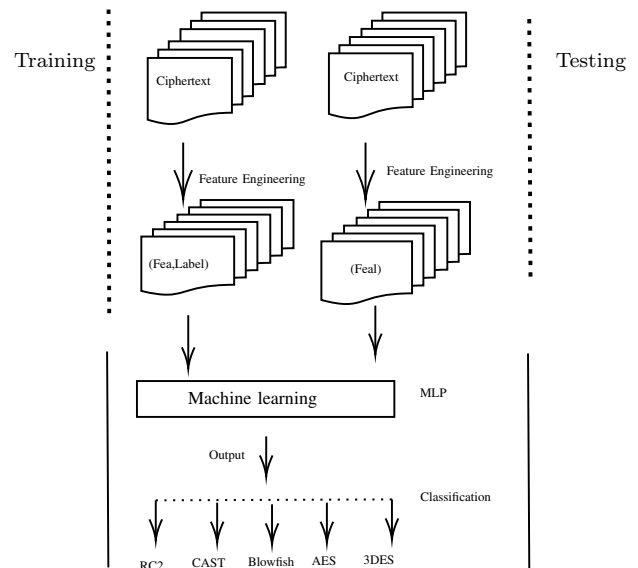 Training
Testing
Ciphertext
Ciphertext
Feature Engineering
Feature Engineering
(Fea,Label)
(Feal)
Machine learning
MLP
Output
Classification
RC2
CAST
Blowfish
AES
3DES